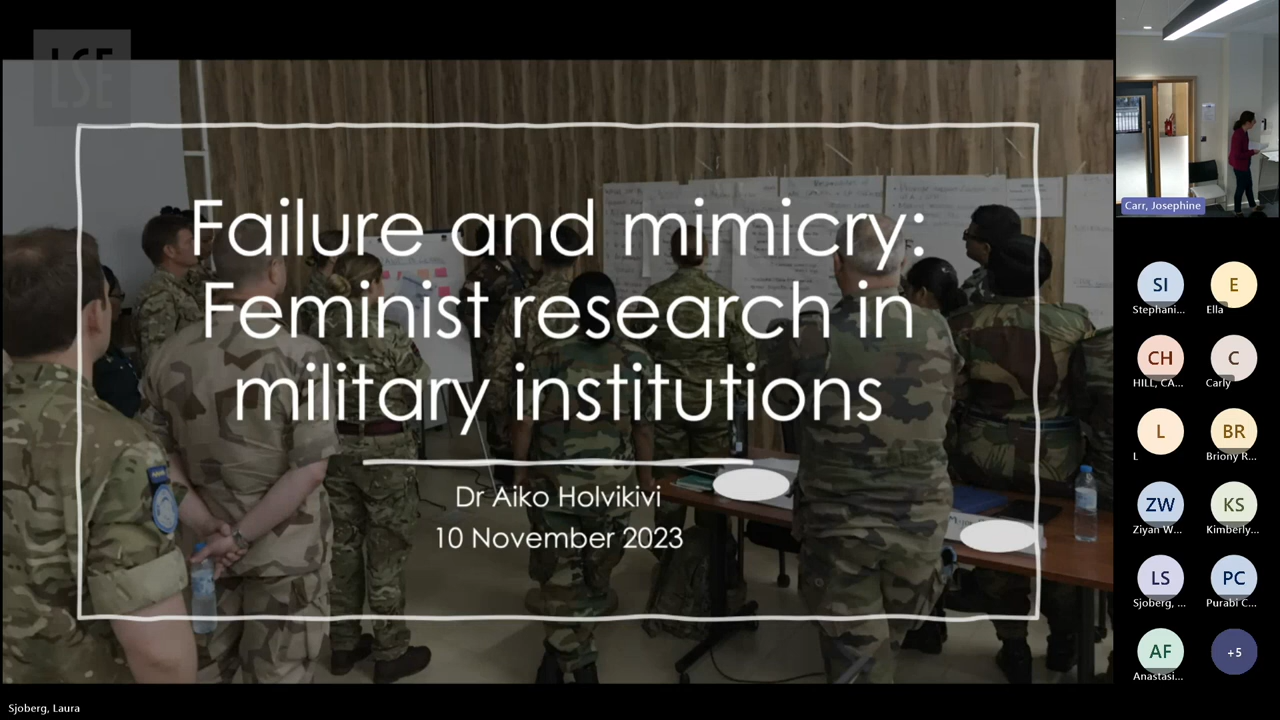 LSE
Failure and mimicry:
Feminist research in
military institutions
Dr Aiko Holvikivi
10 November 2023
Carr, Josephine
SI
Stephani...
E
Ella
CH
HILL, CA...
C
Carly
L
L
BR
Briony R...
ZW
Ziyan W...
KS
Kimberly...
LS
Sjoberg, ...
PC
Purabi C...
AF
Anastasi...
+5
Sjoberg, Laura